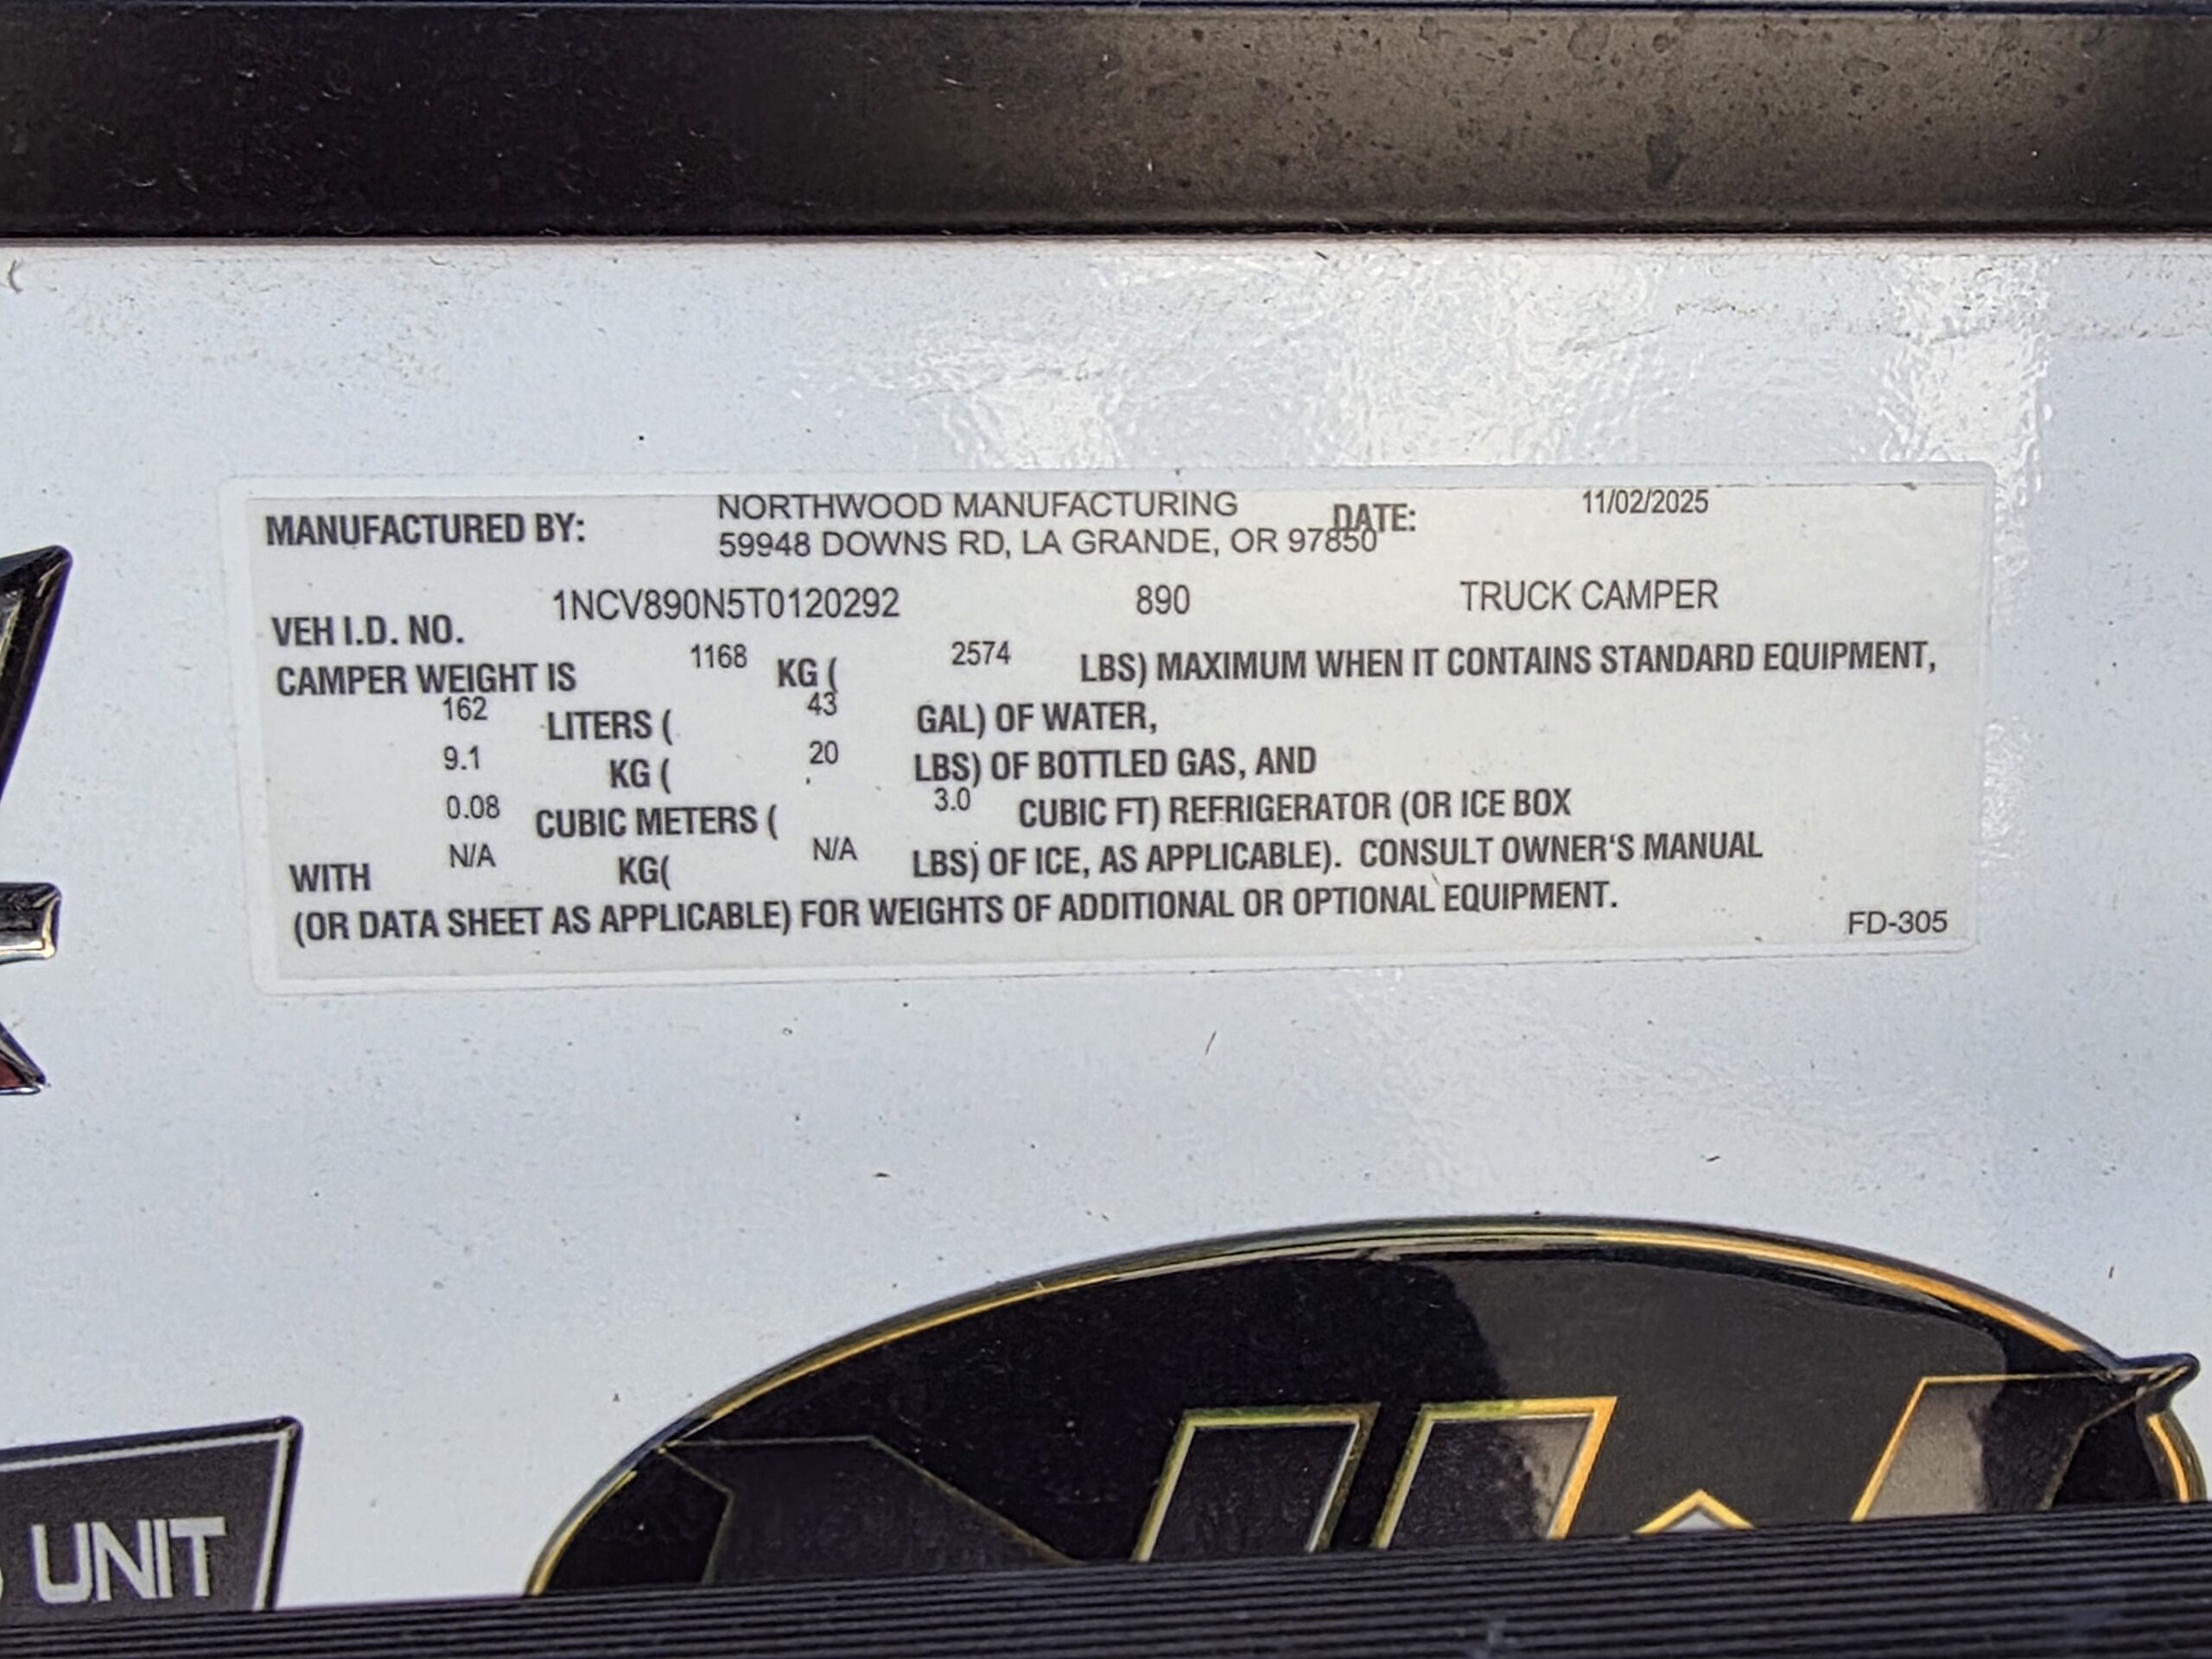 MANUFACTURED BY: NORTHWOOD MANUFACTURING DATE: 11/02/2025
59948 DOWNS RD, LA GRANDE, OR 97850
VEH I.D. NO. 1NCV890N5T0120292 890 TRUCK CAMPER
CAMPER WEIGHT IS 1168 KG ( 2574 LBS) MAXIMUM WHEN IT CONTAINS STANDARD EQUIPMENT,
162 LITERS ( 43 GAL) OF WATER,
9.1 KG ( 20 LBS) OF BOTTLED GAS, AND
0.08 CUBIC METERS ( 3.0 CUBIC FT) REFRIGERATOR (OR ICE BOX
WITH N/A KG( N/A LBS) OF ICE, AS APPLICABLE). CONSULT OWNER'S MANUAL
(OR DATA SHEET AS APPLICABLE) FOR WEIGHTS OF ADDITIONAL OR OPTIONAL EQUIPMENT.
FD-305
UNIT